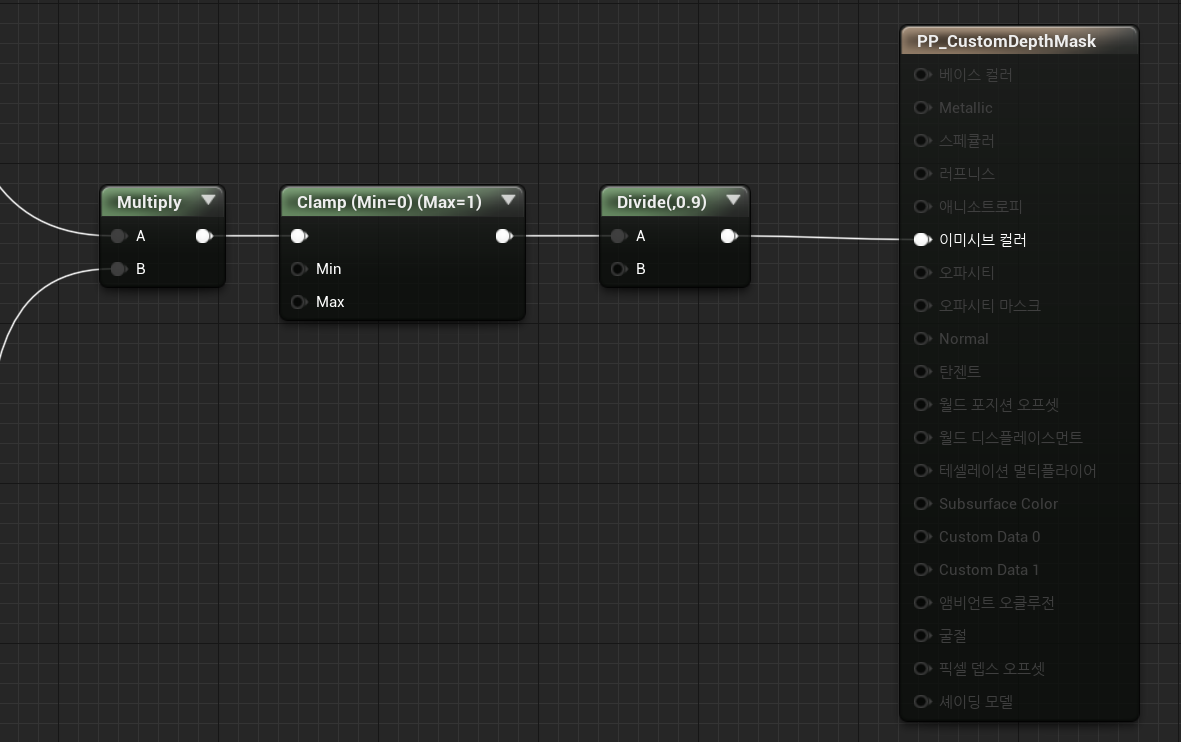 Multiply
A
B
Clamp (Min=0) (Max=1)
Min
Max
Divide(,0.9)
A
B
PP_CustomDepthMask
베이스 컬러
Metallic
스페큘러
러프니스
애니소트로피
이미시브 컬러
오파시티
오파시티 마스크
Normal
탄젠트
월드 포지션 오프셋
월드 디스플레이스먼트
테셀레이션 멀티플라이어
Subsurface Color
Custom Data 0
Custom Data 1
앰비언트 오클루전
굴절
픽셀 뎁스 오프셋
셰이딩 모델